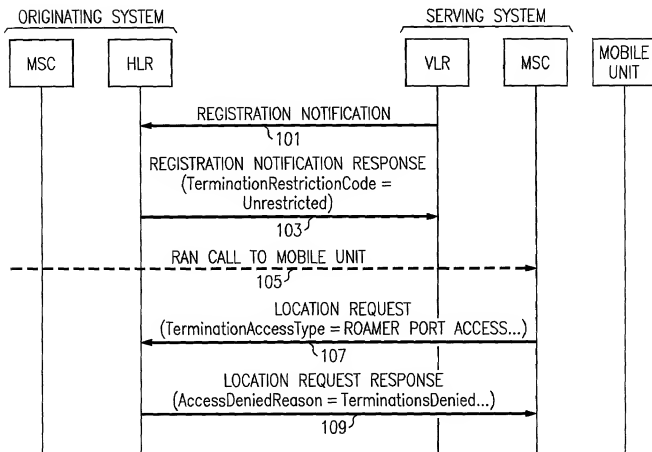 ORIGINATING SYSTEM
SERVING SYSTEM
MSC
HLR
VLR
MSC
MOBILE
UNIT
REGISTRATION NOTIFICATION
101
REGISTRATION NOTIFICATION RESPONSE
(TerminationRestrictionCode =
Unrestricted)
103
RAN CALL TO MOBILE UNIT
105
LOCATION REQUEST
(TerminationAccessType = ROAMER PORT ACCESS...)
107
LOCATION REQUEST RESPONSE
(AccessDeniedReason = TerminationsDenied...)
109